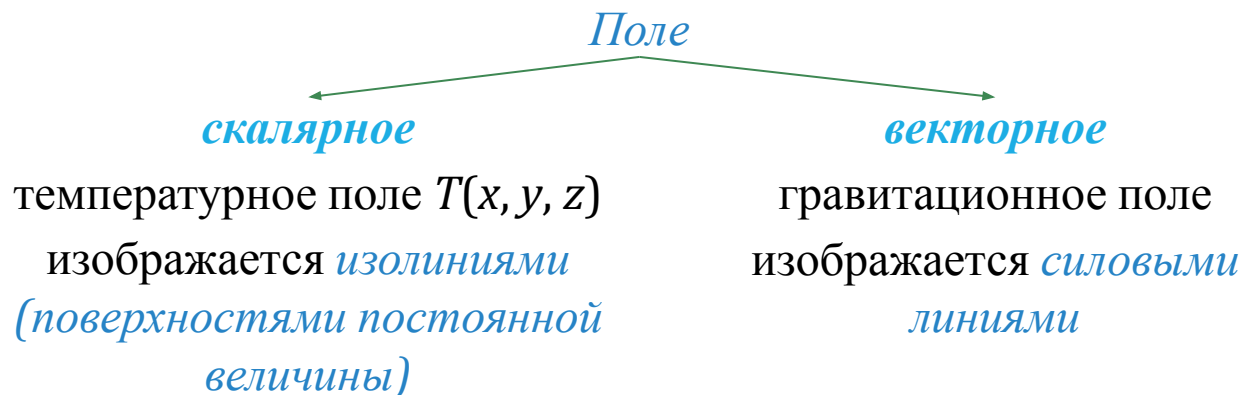 Поле
скалярное
температурное поле T(x, y, z)
изображается изолиниями
(поверхностями постоянной
величины)
векторное
гравитационное поле
изображается силовыми
линиями